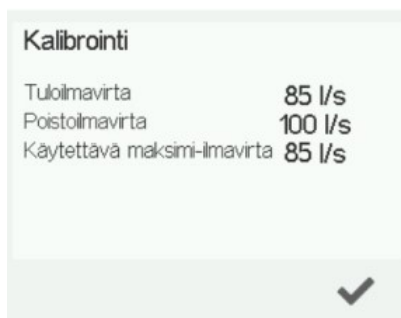 Kalibrointi
Tuloilmavirta 85 l/s
Poistoilmavirta 100 l/s
Käytettävä maksimi-ilmavirta 85 l/s